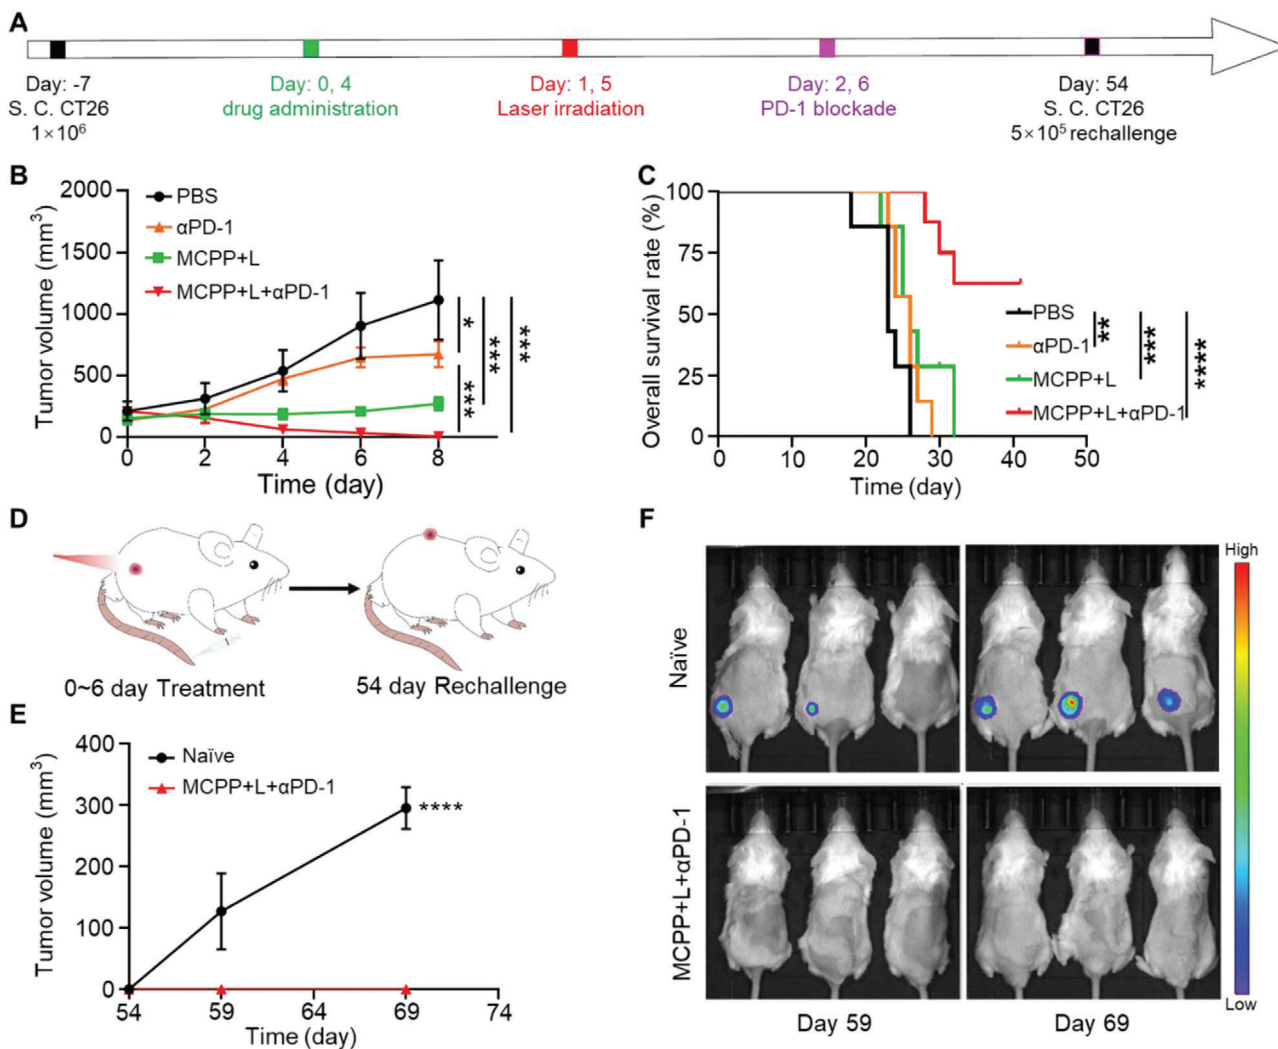 A
Day: -7
S. C. CT26
1×10⁶
Day: 0, 4
drug administration
Day: 1, 5
Laser irradiation
Day: 2, 6
PD-1 blockade
Day: 54
S. C. CT26
5×10⁵ rechallenge
B
Tumor volume (mm³)
2000
1500
1000
500
0
PBS
αPD-1
MCPP+L
MCPP+L+αPD-1
*
***
***
***
0 2 4 6 8
Time (day)
C
Overall survival rate (%)
100
75
50
25
0
PBS
αPD-1
MCPP+L
MCPP+L+αPD-1
**
***
****
0 10 20 30 40 50
Time (day)
D
0~6 day Treatment
54 day Rechallenge
E
Tumor volume (mm³)
400
300
200
100
0
Naïve
MCPP+L+αPD-1
****
54 59 64 69 74
Time (day)
F
Naïve
MCPP+L+αPD-1
High
Low
Day 59
Day 69